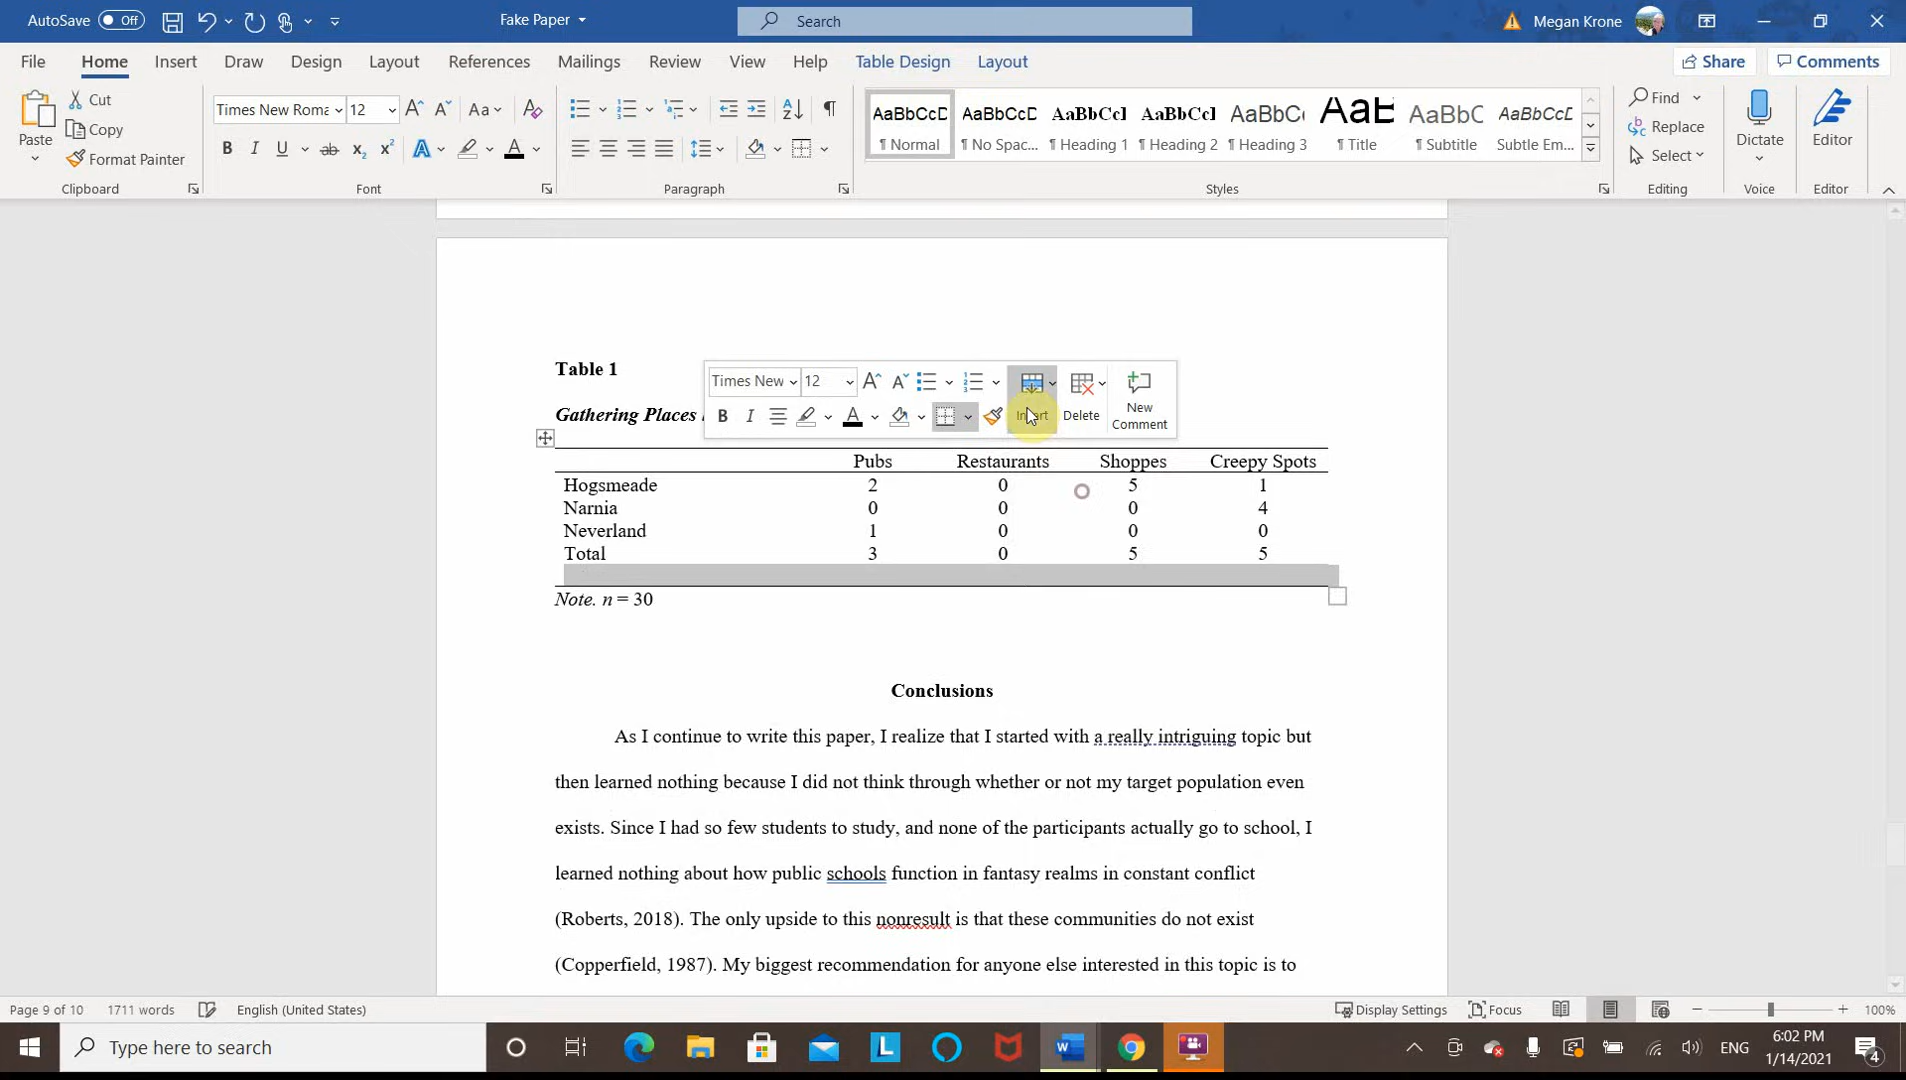 AutoSave Off Fake Paper Search Megan Krone
File Home Insert Draw Design Layout References Mailings Review View Help Table Design Layout Share Comments
Paste Cut Copy Format Painter Clipboard
Times New Roma 12 Aa Font
Paragraph
AaBbCcD AaBbCcD AaBbCcI AaBbCcI AaBbCc AaB AaBbC AaBbCcD
¶ Normal ¶ No Spac... ¶ Heading 1 ¶ Heading 2 ¶ Heading 3 ¶ Title ¶ Subtitle Subtle Em...
Styles
Find Replace Select Editing
Dictate Voice
Editor Editor
Table 1
Gathering Places
Times New 12 Delete New Comment
Pubs Restaurants Shoppes Creepy Spots
Hogsmeade 2 0 5 1
Narnia 0 0 0 4
Neverland 1 0 0 0
Total 3 0 5 5
Note. n = 30
Conclusions
As I continue to write this paper, I realize that I started with a really intriguing topic but
then learned nothing because I did not think through whether or not my target population even
exists. Since I had so few students to study, and none of the participants actually go to school, I
learned nothing about how public schools function in fantasy realms in constant conflict
(Roberts, 2018). The only upside to this nonresult is that these communities do not exist
(Copperfield, 1987). My biggest recommendation for anyone else interested in this topic is to
Page 9 of 10 1711 words English (United States) Display Settings Focus 100%
Type here to search ENG 6:02 PM
1/14/2021 4